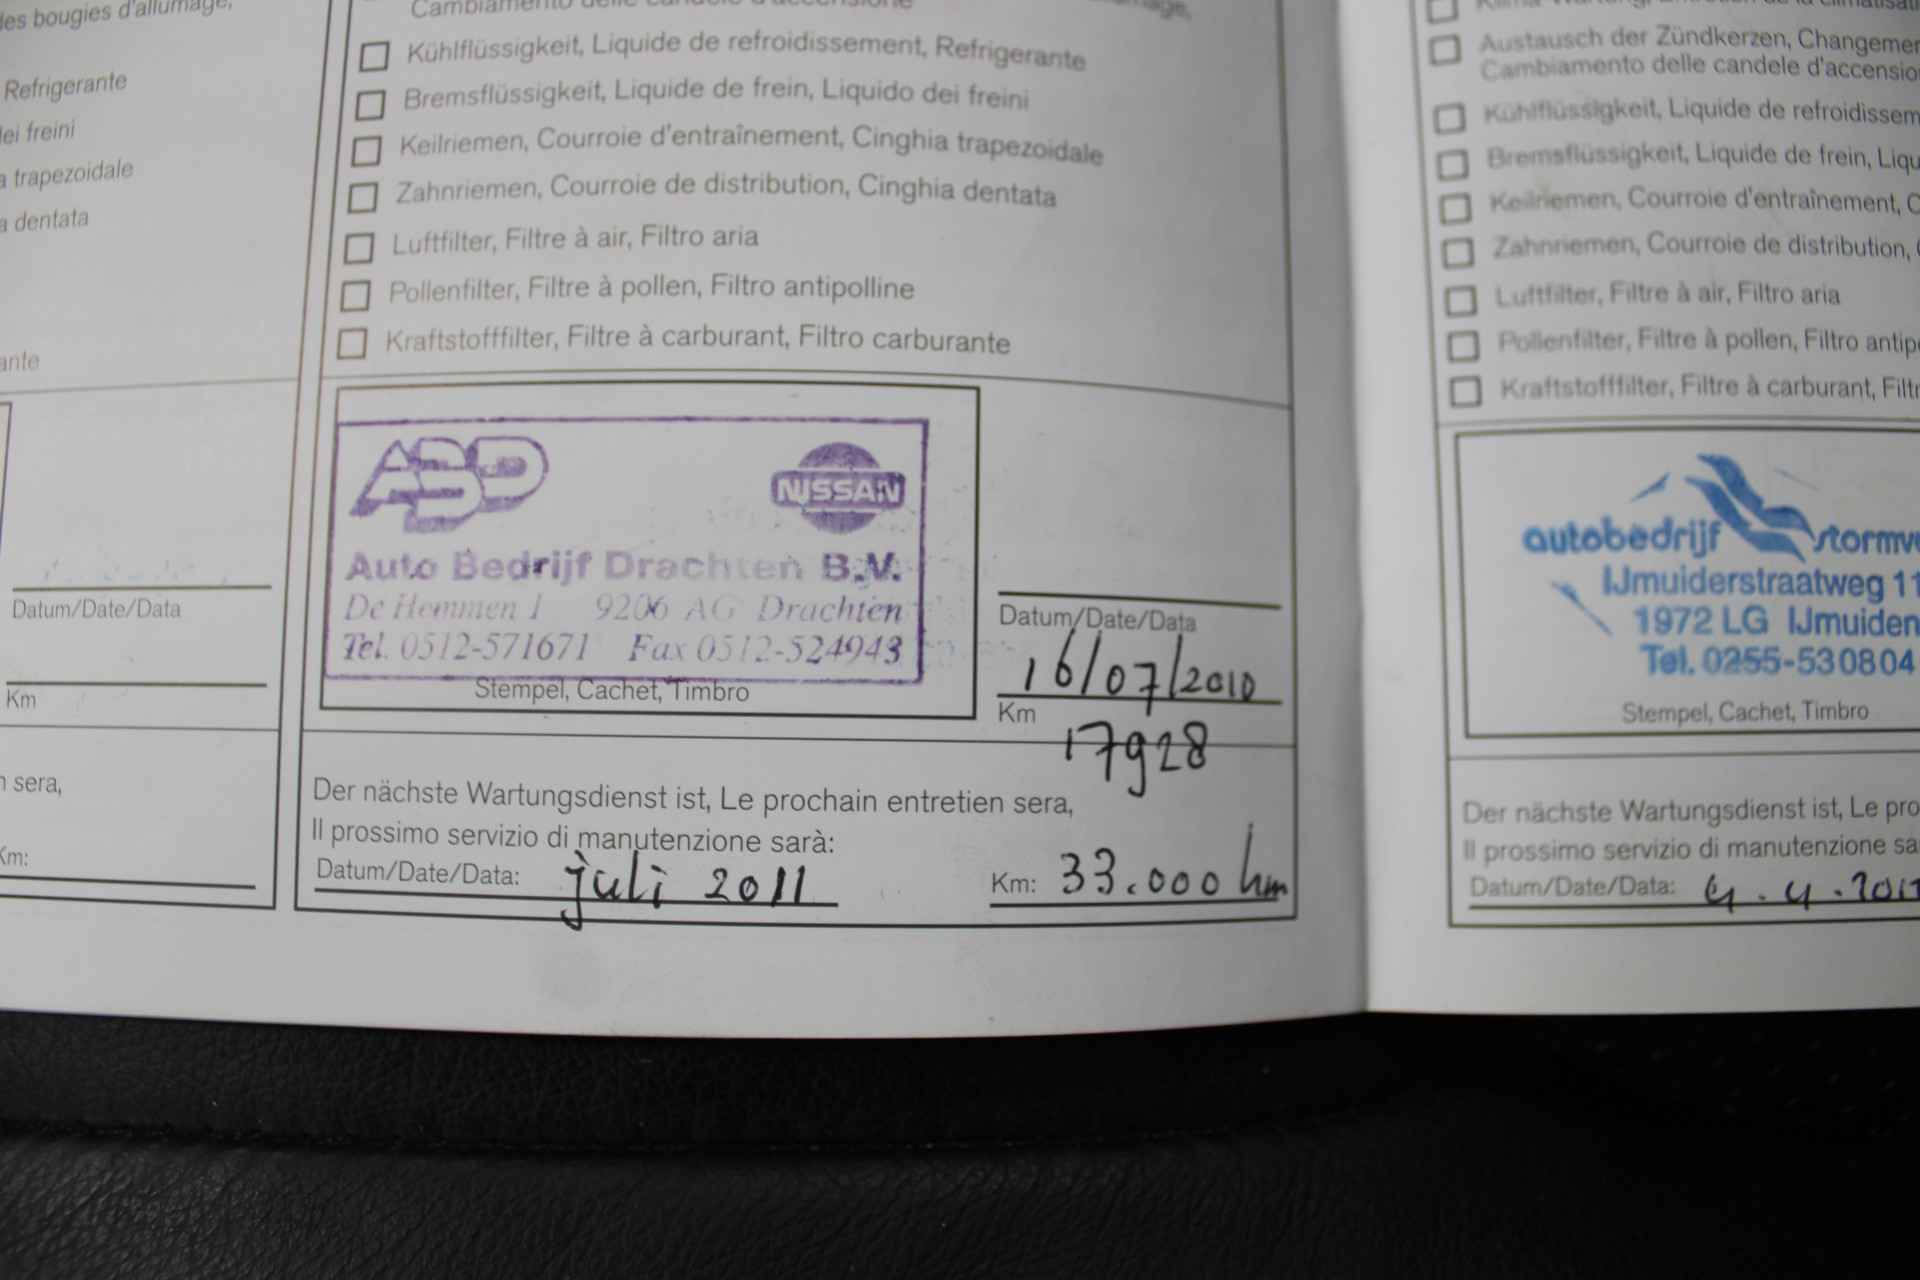 des bougies d'allumage,
Refrigerante
dei freini
a trapezoidale
a dentata
ante
Datum/Date/Data
Km
sera,
Km:
Cambiamento delle candele d'accensione
Kühlflüssigkeit, Liquide de refroidissement, Refrigerante
Bremsflüssigkeit, Liquide de frein, Liquido dei freini
Keilriemen, Courroie d'entraînement, Cinghia trapezoidale
Zahnriemen, Courroie de distribution, Cinghia dentata
Luftfilter, Filtre à air, Filtro aria
Pollenfilter, Filtre à pollen, Filtro antipolline
Kraftstofffilter, Filtre à carburant, Filtro carburante
ABD
NISSAN
Auto Bedrijf Drachten B.V.
De Hemmen 1 9206 AG Drachten
Tel. 0512-571671 Fax 0512-524943
Stempel, Cachet, Timbro
Datum/Date/Data
16/07/2010
Km
17928
Der nächste Wartungsdienst ist, Le prochain entretien sera,
Il prossimo servizio di manutenzione sarà:
Datum/Date/Data: juli 2011 Km: 33.000 km
Austausch der Zündkerzen, Changemen
Cambiamento delle candele d'accensio
Kühlflüssigkeit, Liquide de refroidissem
Bremsflüssigkeit, Liquide de frein, Liqu
Keilriemen, Courroie d'entraînement, C
Zahnriemen, Courroie de distribution,
Luftfilter, Filtre à air, Filtro aria
Pollenfilter, Filtre à pollen, Filtro antip
Kraftstofffilter, Filtre à carburant, Filtr
autobedrijf stormv
IJmuiderstraatweg 11
1972 LG IJmuiden
Tel. 0255-530804
Stempel, Cachet, Timbro
Der nächste Wartungsdienst ist, Le pro
Il prossimo servizio di manutenzione sa
Datum/Date/Data: 4.4.201